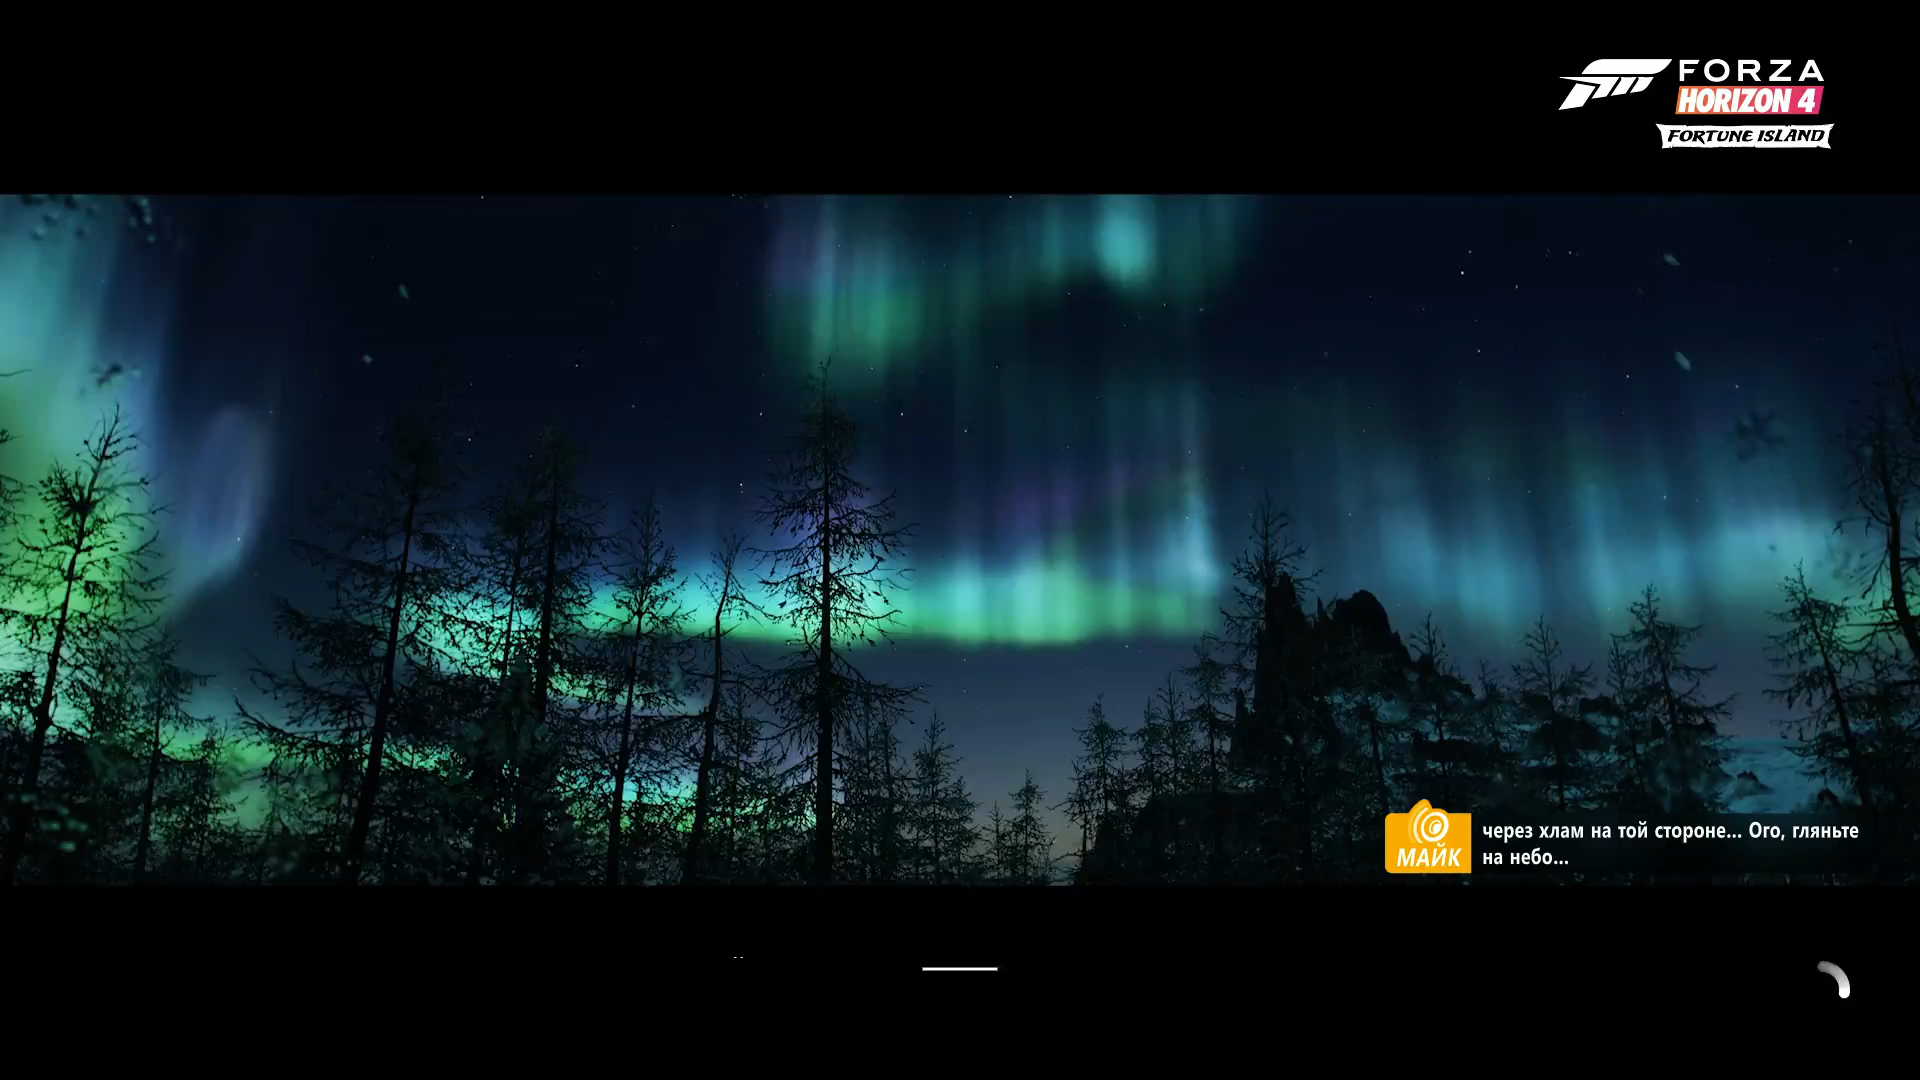 FORZA
HORIZON 4
FORTUNE ISLAND
МАЙК
через хлам на той стороне... Ого, гляньте
на небо...